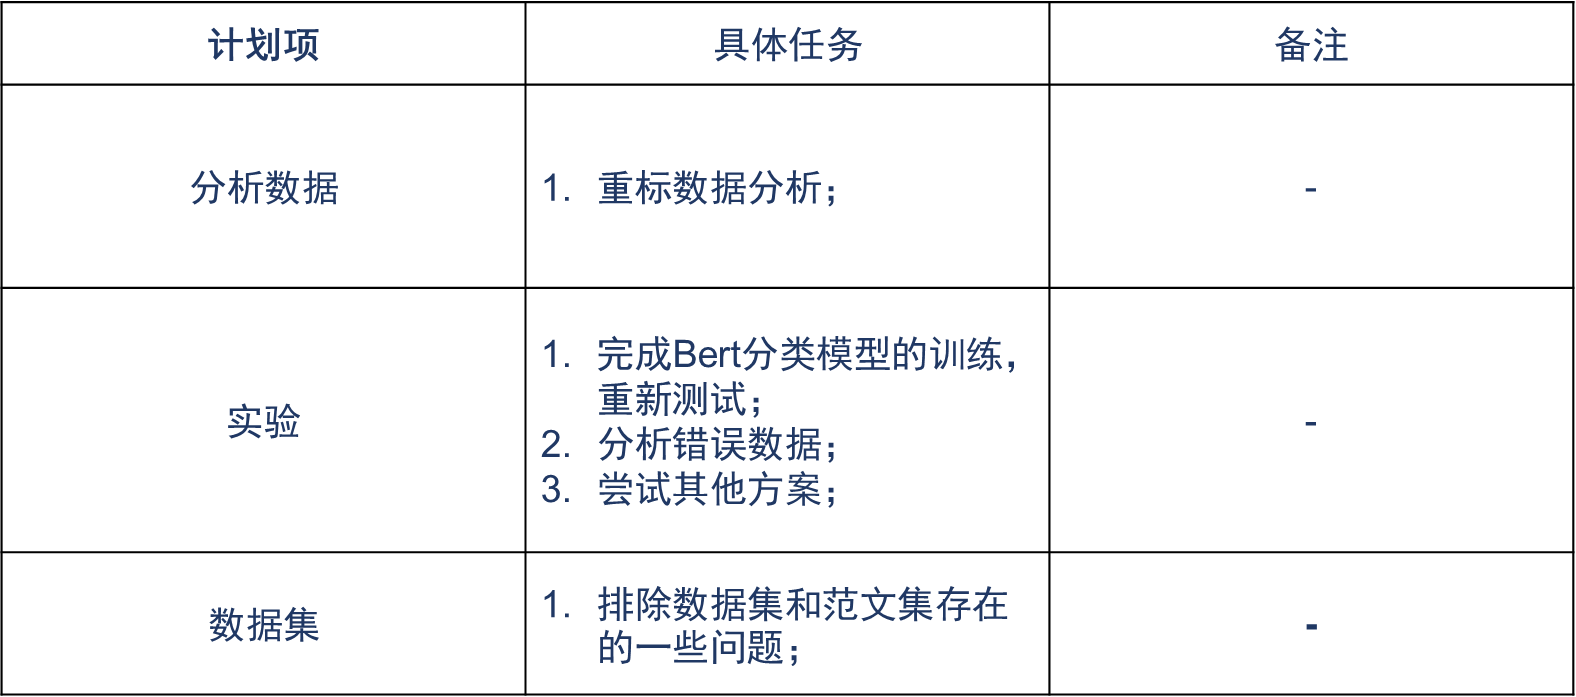 计划项
具体任务
备注
分析数据
1. 重标数据分析；
-
实验
1. 完成Bert分类模型的训练，
重新测试；
2. 分析错误数据；
3. 尝试其他方案；
-
数据集
1. 排除数据集和范文集存在
的一些问题；
-